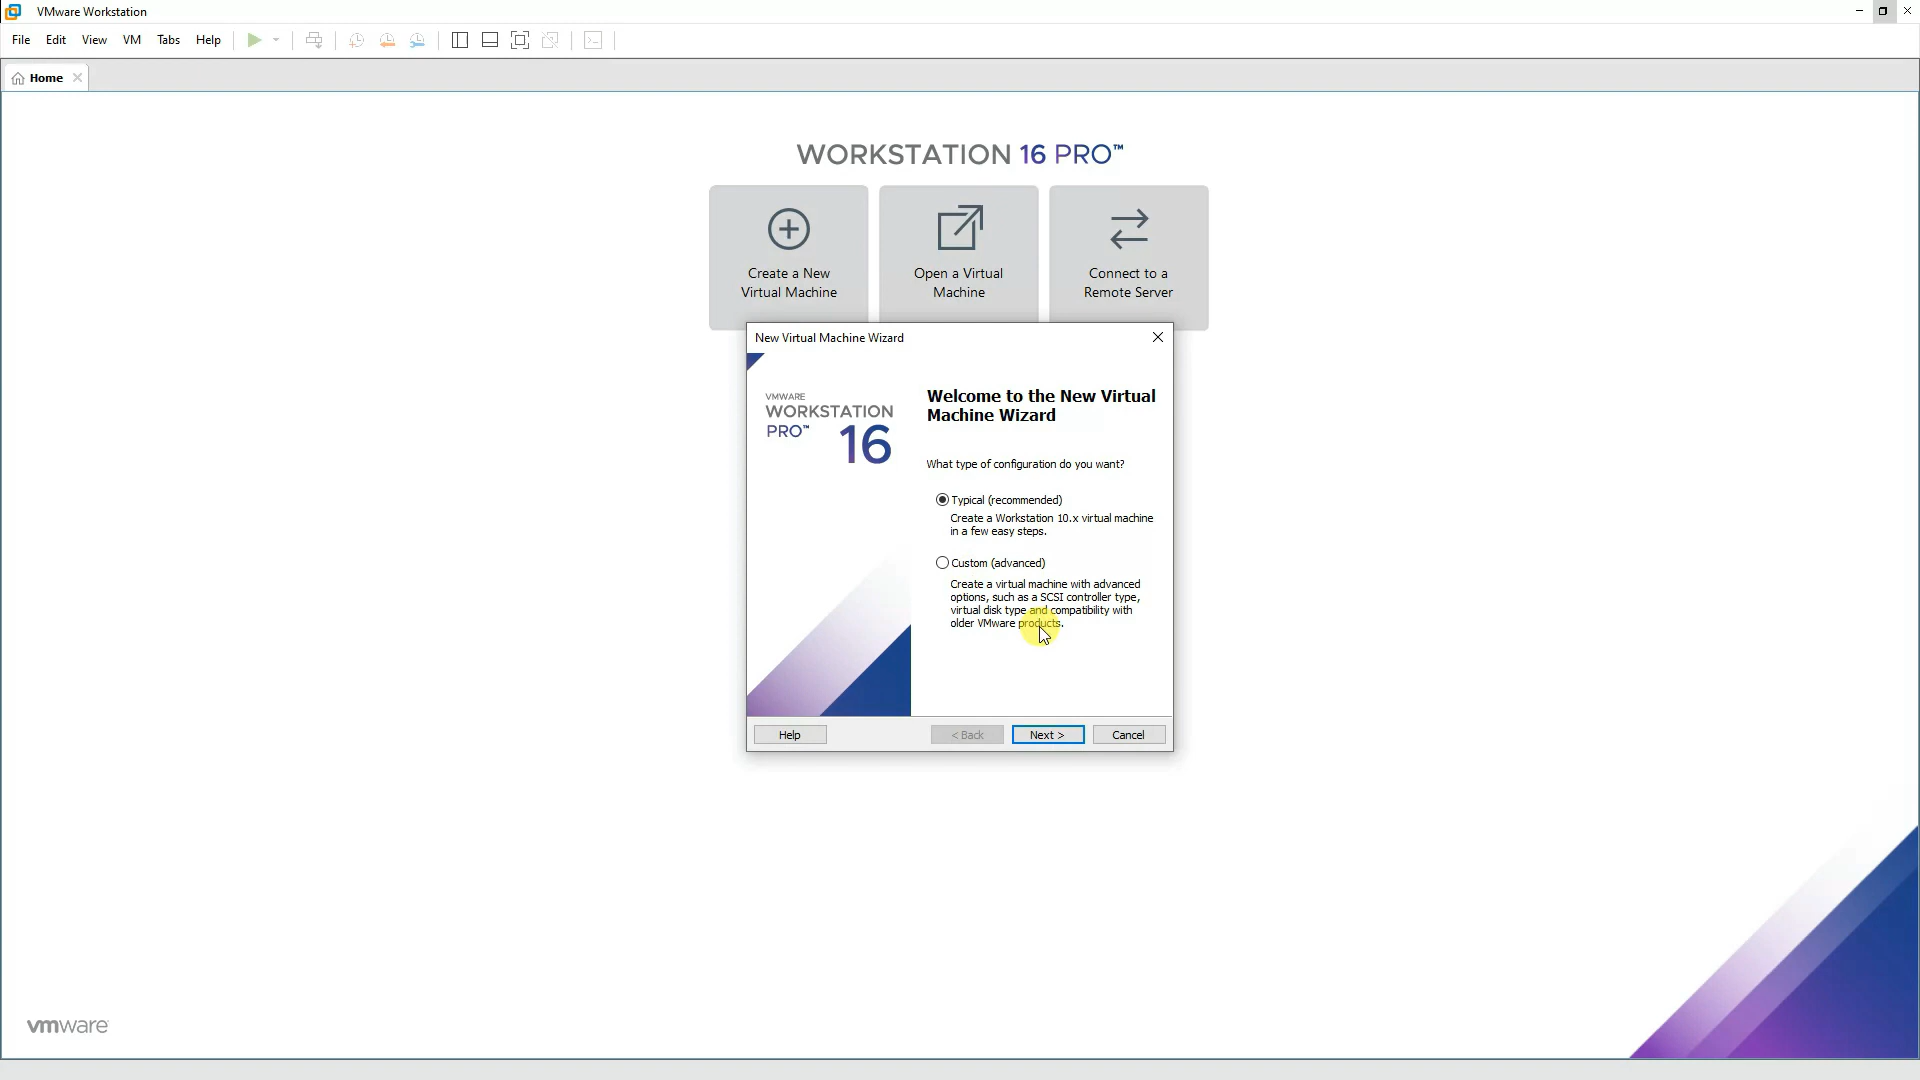 VMware Workstation
File Edit View VM Tabs Help
Home
WORKSTATION 16 PRO™
Create a New
Virtual Machine
Open a Virtual
Machine
Connect to a
Remote Server
New Virtual Machine Wizard
VMWARE
WORKSTATION
PRO™ 16
Welcome to the New Virtual
Machine Wizard
What type of configuration do you want?
Typical (recommended)
Create a Workstation 10.x virtual machine
in a few easy steps.
Custom (advanced)
Create a virtual machine with advanced
options, such as a SCSI controller type,
virtual disk type and compatibility with
older VMware products.
Help < Back Next > Cancel
vmware